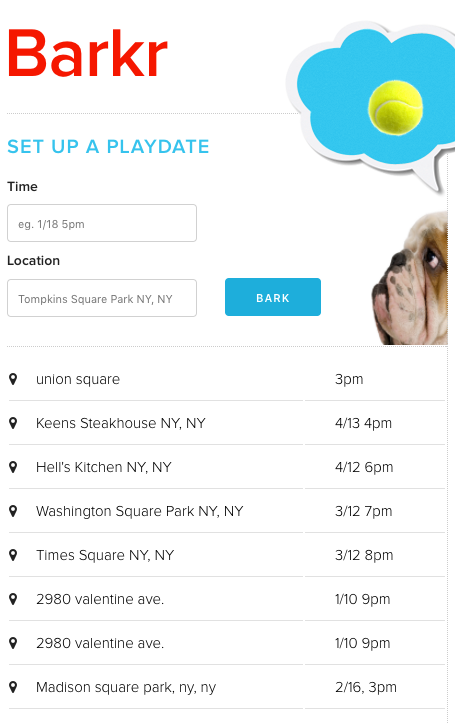 Barkr
SET UP A PLAYDATE
Time
eg. 1/18 5pm
Location
Tompkins Square Park NY, NY
BARK
union square 3pm
Keens Steakhouse NY, NY 4/13 4pm
Hell's Kitchen NY, NY 4/12 6pm
Washington Square Park NY, NY 3/12 7pm
Times Square NY, NY 3/12 8pm
2980 valentine ave. 1/10 9pm
2980 valentine ave. 1/10 9pm
Madison square park, ny, ny 2/16, 3pm